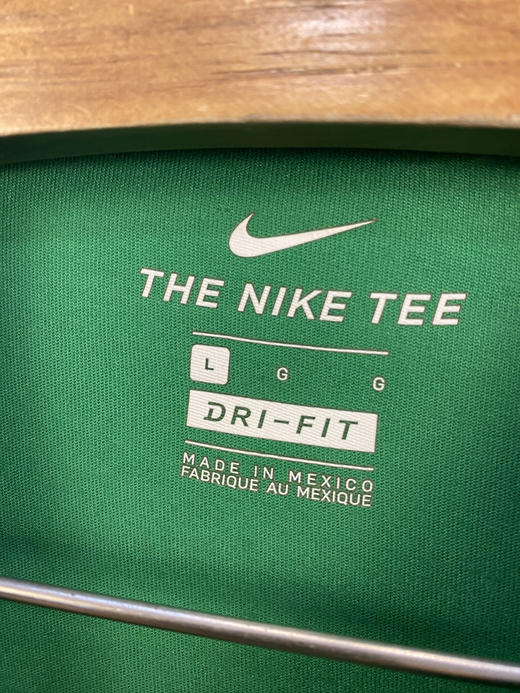 THE NIKE TEE
L G G
DRI-FIT
MADE IN MEXICO
FABRIQUE AU MEXIQUE